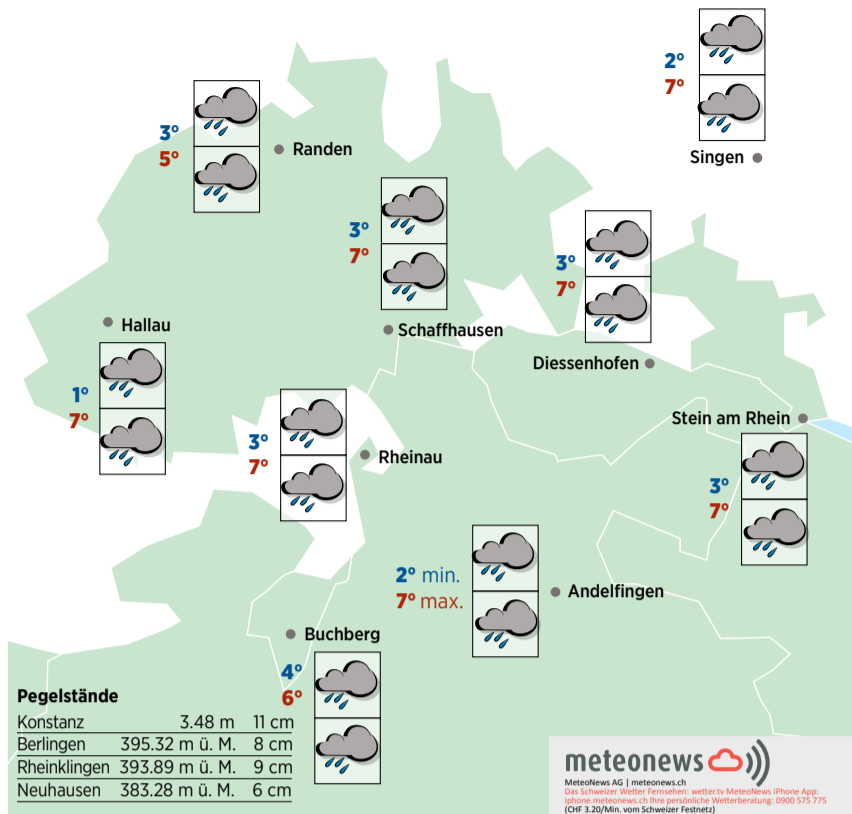 2°
7°
Singen
3°
5°
Randen
3°
7°
Schaffhausen
3°
7°
Diessenhofen
Hallau
1°
7°
3°
7°
Rheinau
Stein am Rhein
3°
7°
2° min.
7° max.
Andelfingen
Buchberg
4°
6°
Pegelstände
Konstanz 3.48 m 11 cm
Berlingen 395.32 m ü. M. 8 cm
Rheinklingen 393.89 m ü. M. 9 cm
Neuhausen 383.28 m ü. M. 6 cm
meteonews
MeteoNews AG | meteonews.ch
Das Schweizer Wetter Fernsehen: wetter.tv MeteoNews iPhone App:
iphone.meteonews.ch Ihre persönliche Wetterberatung: 0900 575 775
(CHF 3.20/Min. vom Schweizer Festnetz)